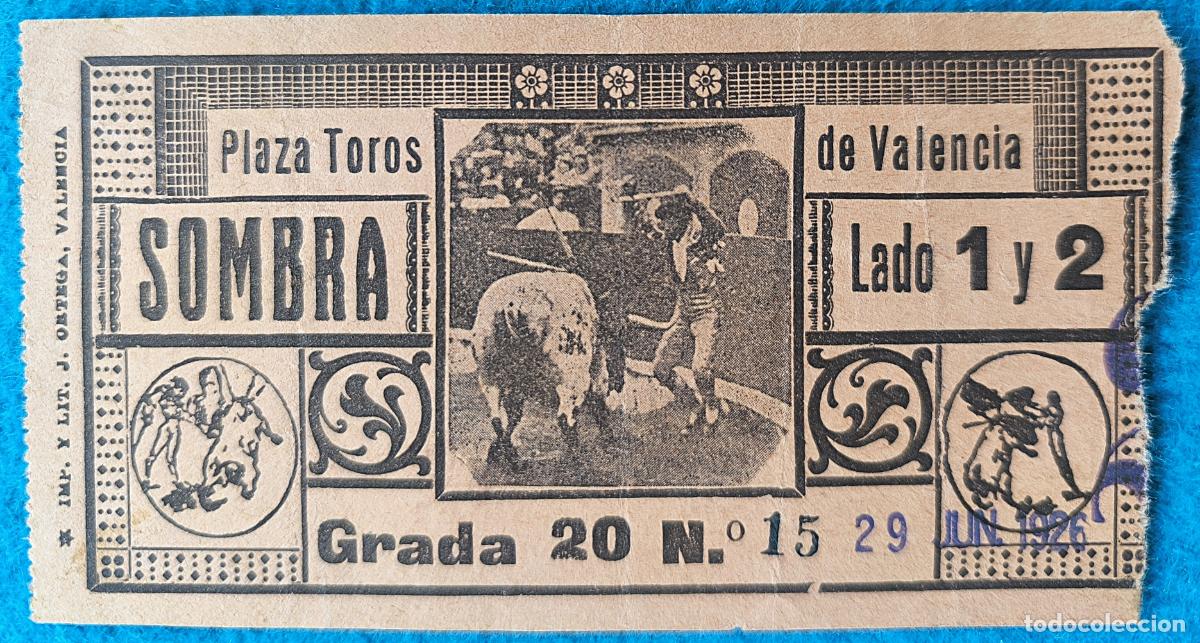 Plaza Toros de Valencia
SOMBRA
Lado 1 y 2
Grada 20 N.º 15
29 JUN. 1926
* IMP. Y LIT. J. ORTEGA, VALENCIA
todocoleccion